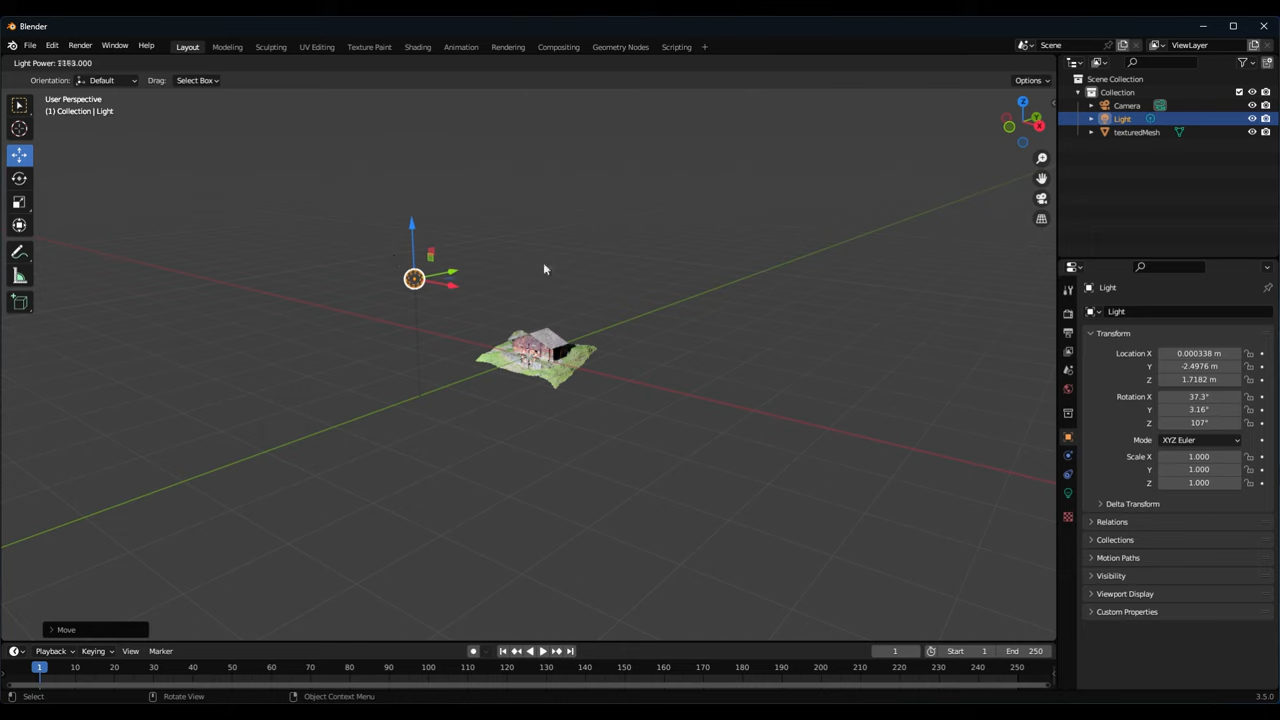 Blender
File Edit Render Window Help
Layout Modeling Sculpting UV Editing Texture Paint Shading Animation Rendering Compositing Geometry Nodes Scripting +
Scene
ViewLayer
Light Power:
Orientation: Default Drag: Select Box
Options
User Perspective
(1) Collection | Light
Z
Y
X
Move
Scene Collection
Collection
Camera
Light
texturedMesh
Light
Light
Transform
Location X 0.000338 m
Y -2.4976 m
Z 1.7182 m
Rotation X 37.3°
Y 3.16°
Z 107°
Mode XYZ Euler
Scale X 1.000
Y 1.000
Z 1.000
Delta Transform
Relations
Collections
Motion Paths
Visibility
Viewport Display
Custom Properties
Playback Keying View Marker
1 Start 1 End 250
1 10 20 30 40 50 60 70 80 90 100 110 120 130 140 150 160 170 180 190 200 210 220 230 240 250
Select Rotate View Object Context Menu 3.5.0